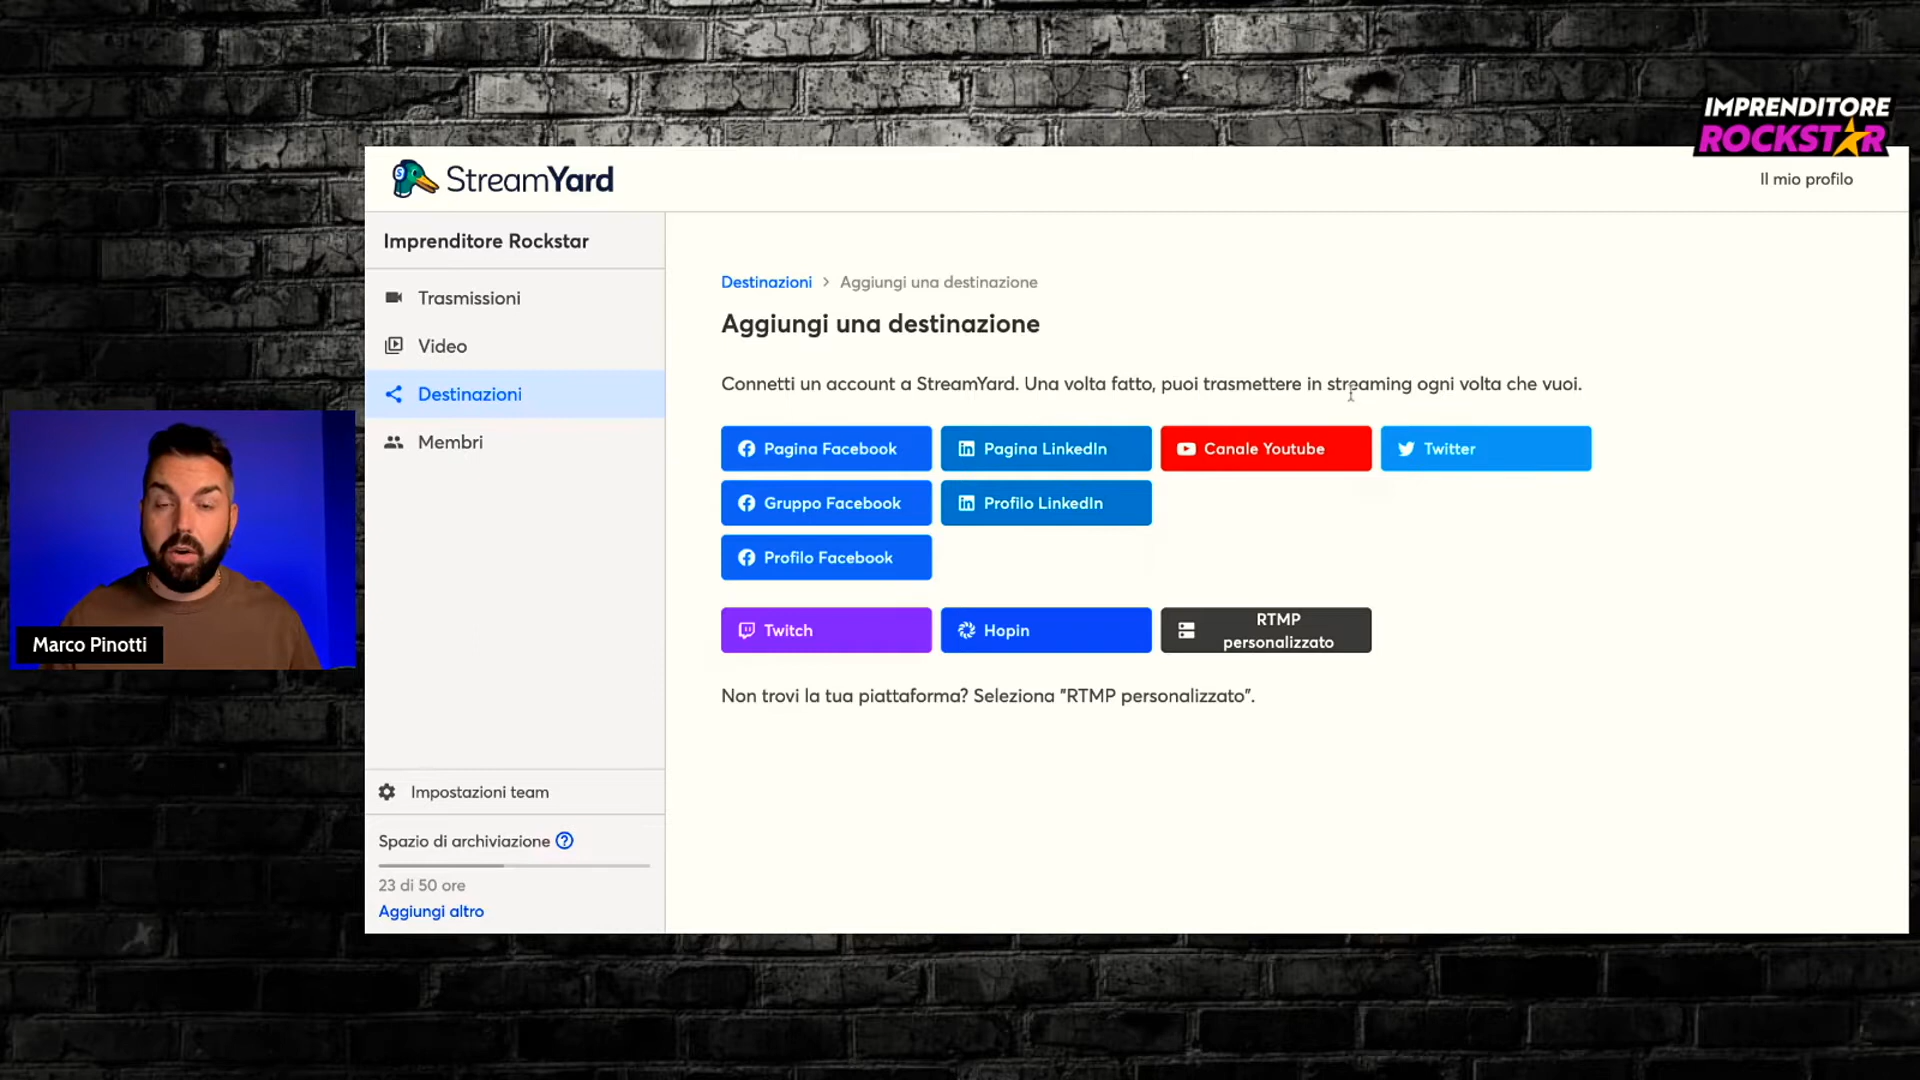 IMPRENDITORE
ROCKSTAR
StreamYard
Il mio profilo
Imprenditore Rockstar
Trasmissioni
Video
Destinazioni
Membri
Impostazioni team
Spazio di archiviazione
23 di 50 ore
Aggiungi altro
Destinazioni > Aggiungi una destinazione
Aggiungi una destinazione
Connetti un account a StreamYard. Una volta fatto, puoi trasmettere in streaming ogni volta che vuoi.
Pagina Facebook
Pagina LinkedIn
Canale Youtube
Twitter
Gruppo Facebook
Profilo LinkedIn
Profilo Facebook
Twitch
Hopin
RTMP
personalizzato
Non trovi la tua piattaforma? Seleziona "RTMP personalizzato".
Marco Pinotti